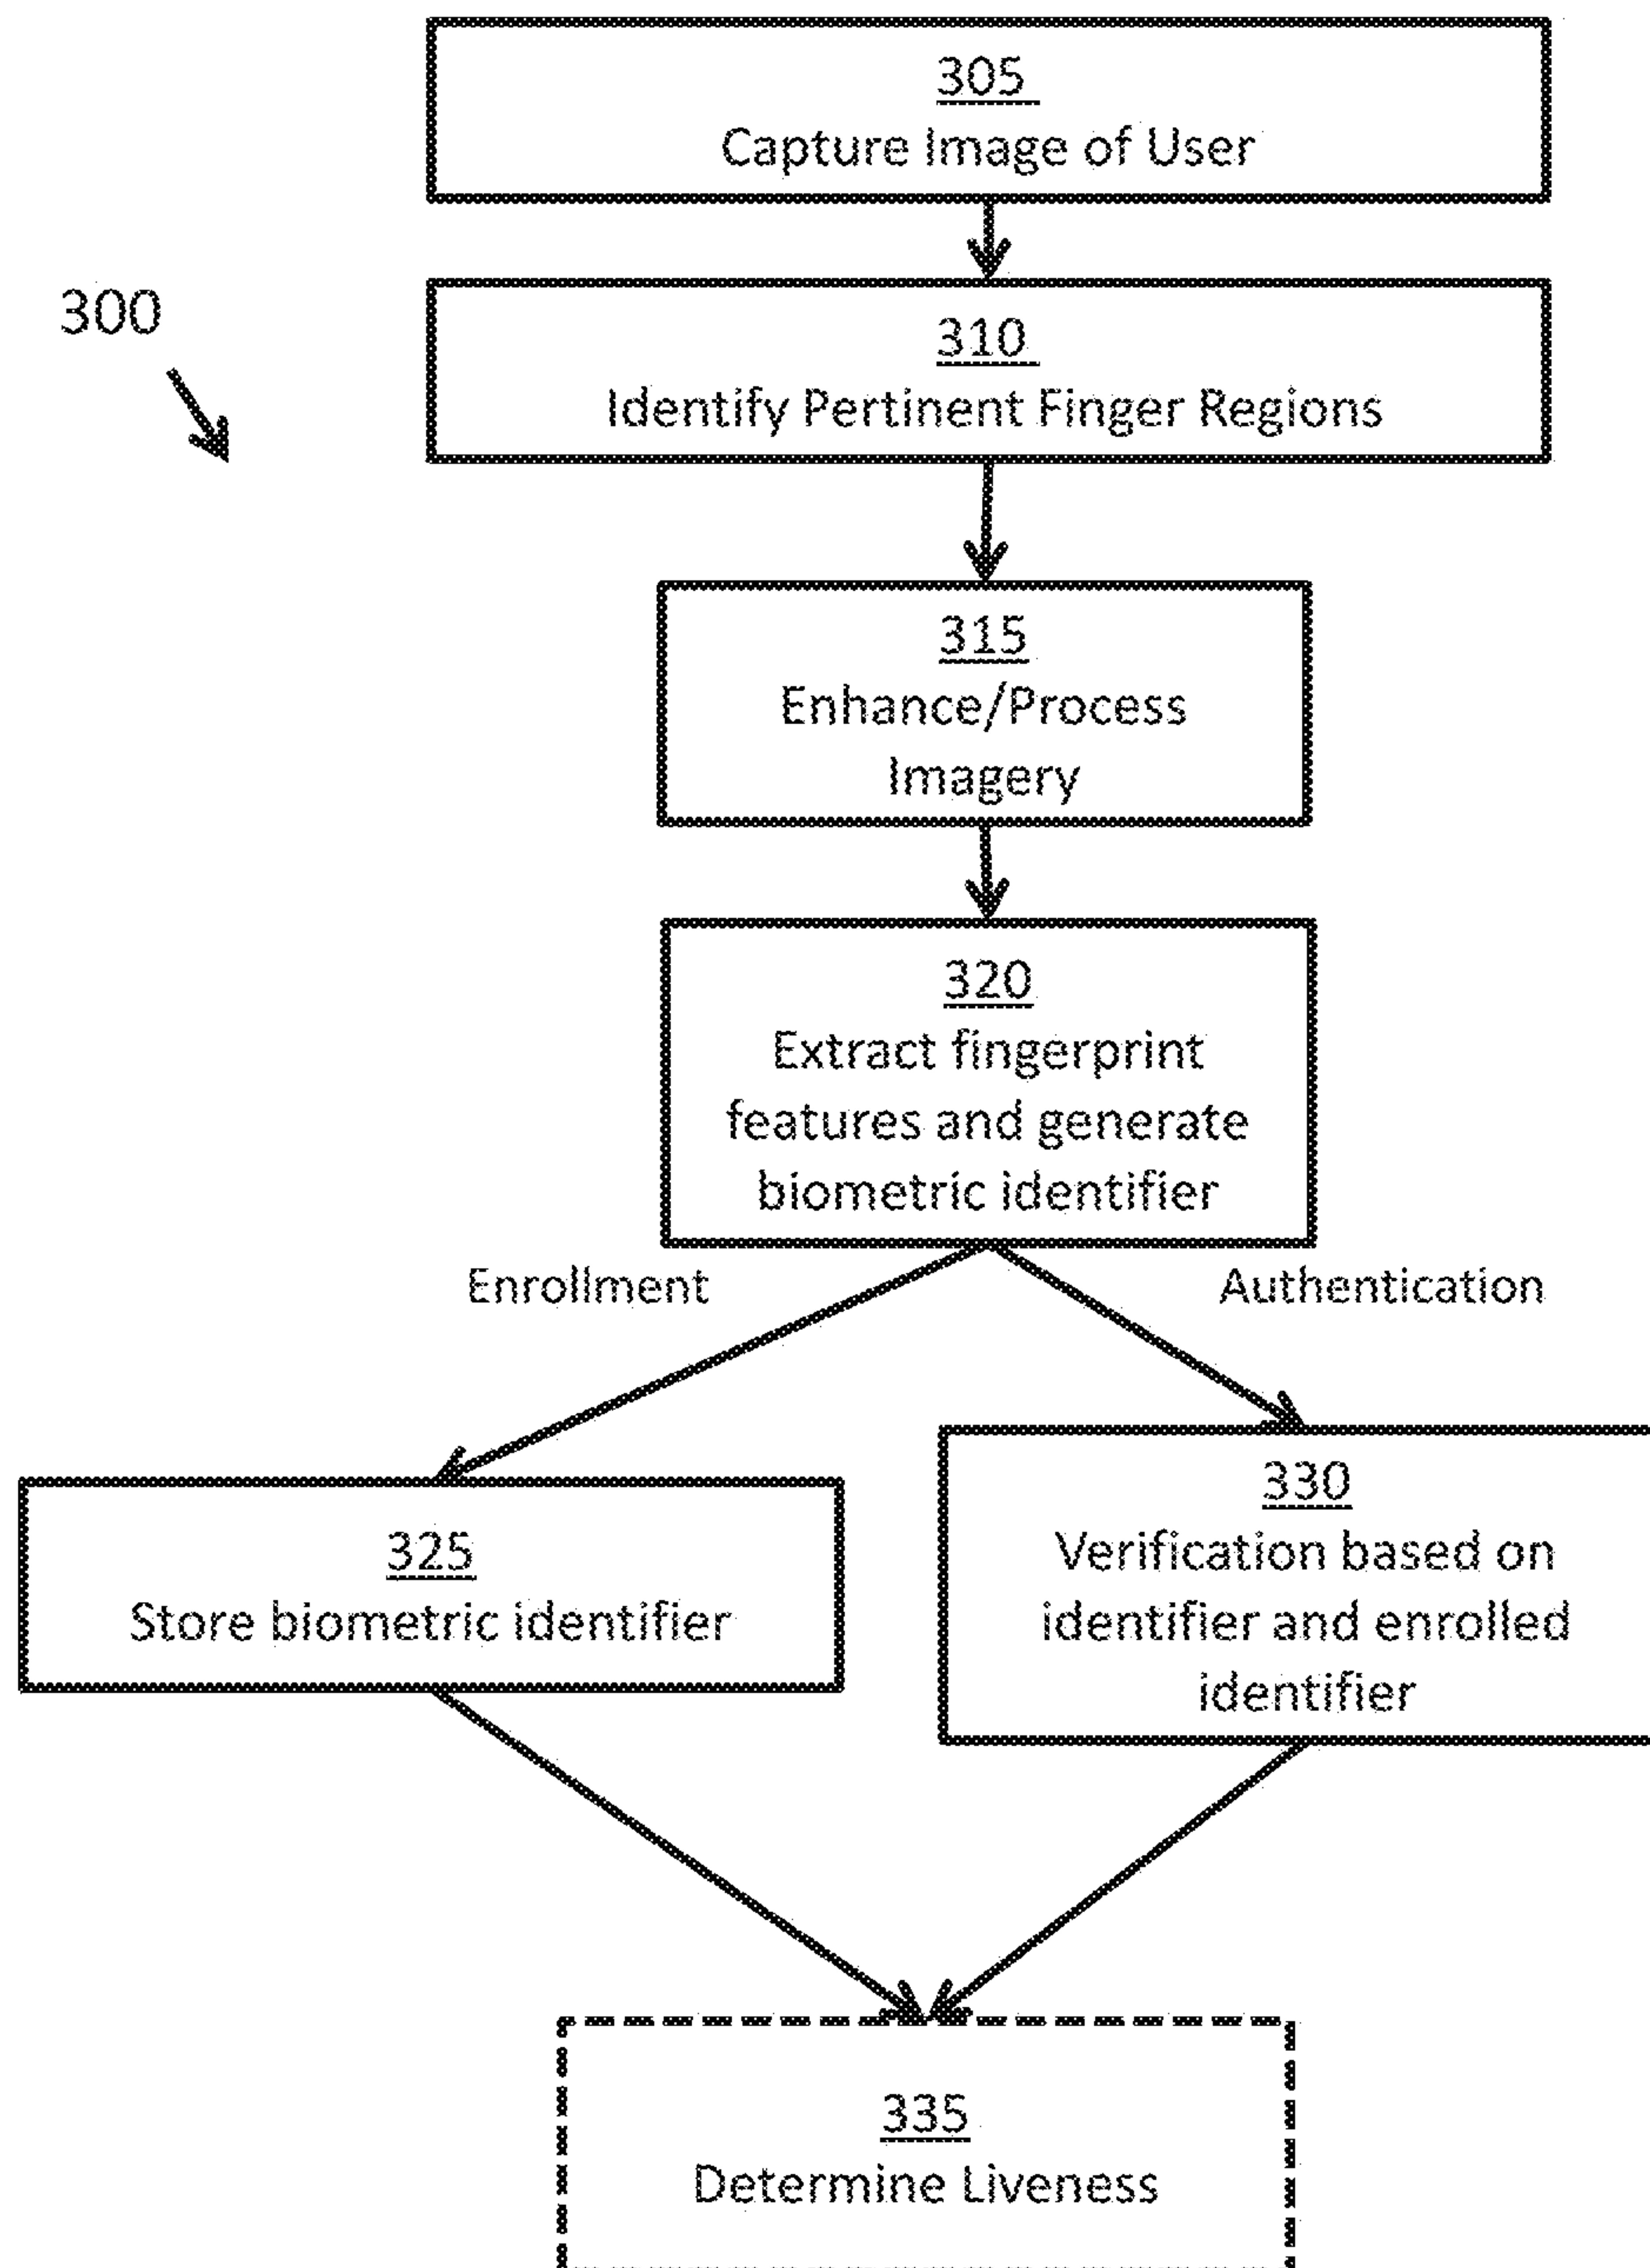 305
Capture Image of User
300
310
Identify Pertinent Finger Regions
315
Enhance/Process
Imagery
320
Extract fingerprint
features and generate
biometric identifier
Enrollment
Authentication
325
Store biometric identifier
330
Verification based on
identifier and enrolled
identifier
335
Determine Liveness